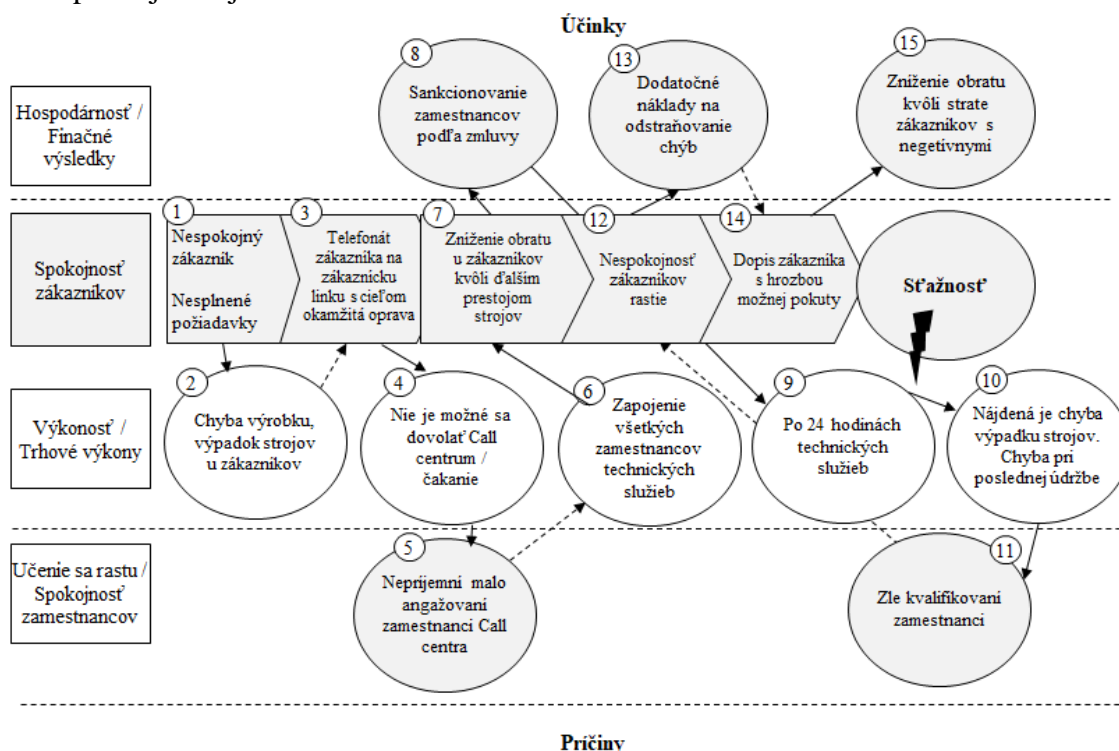 Účinky
8
13
15
Hospodárnosť /
Finačné
výsledky
Sankcionovanie
zamestnancov
podľa zmluvy
Dodatočné
náklady na
odstraňovanie
chýb
Zníženie obratu
kvôli strate
zákazníkov s
negetívnymi
1
3
7
12
14
Spokojnosť
zákazníkov
Nespokojný
zákazník
Nesplnené
požiadavky
Telefonát
zákazníka na
zákaznícku
linku s cieľom
okamžitá oprava
Zníženie obratu
u zákazníkov
kvôli ďalším
prestojom
strojov
Nespokojnosť
zákazníkov
rastie
Dopis zákazníka
s hrozbou
možnej pokuty
Sťažnosť
2
4
6
9
10
Výkonosť /
Trhové výkony
Chyba výrobku,
výpadok strojov
u zákazníkov
Nie je možné sa
dovolať Call
centrum /
čakanie
Zapojenie
všetkých
zamestnancov
technických
služieb
Po 24 hodinách
technických
služieb
Nájdená je chyba
výpadku strojov.
Chyba pri
poslednej údržbe
5
11
Učenie sa rastu /
Spokojnosť
zamestnancov
Neprijemní malo
angažovaní
zamestnanci Call
centra
Zle kvalifikovaní
zamestnanci
Príčiny